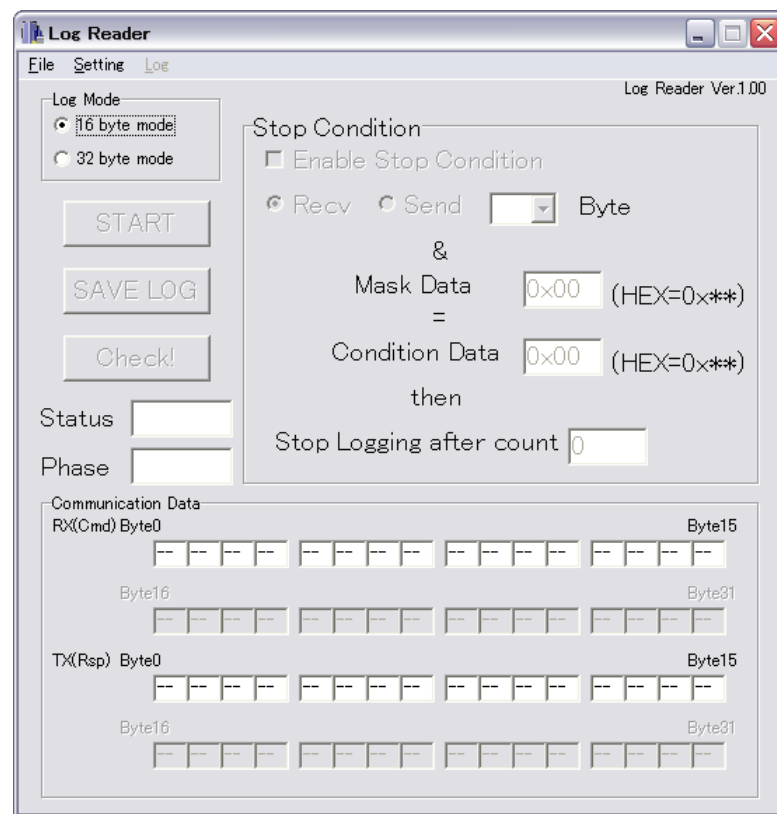 Log Reader
File Setting Log
Log Reader Ver.1.00
Log Mode
16 byte mode
32 byte mode
START
SAVE LOG
Check!
Status
Phase
Stop Condition
Enable Stop Condition
Recv Send Byte
&
Mask Data 0x00 (HEX=0x**)
=
Condition Data 0x00 (HEX=0x**)
then
Stop Logging after count 0
Communication Data
RX(Cmd) Byte0 Byte15
-- -- -- -- -- -- -- -- -- -- -- -- -- -- -- --
Byte16 Byte31
-- -- -- -- -- -- -- -- -- -- -- -- -- -- -- --
TX(Rsp) Byte0 Byte15
-- -- -- -- -- -- -- -- -- -- -- -- -- -- -- --
Byte16 Byte31
-- -- -- -- -- -- -- -- -- -- -- -- -- -- -- --